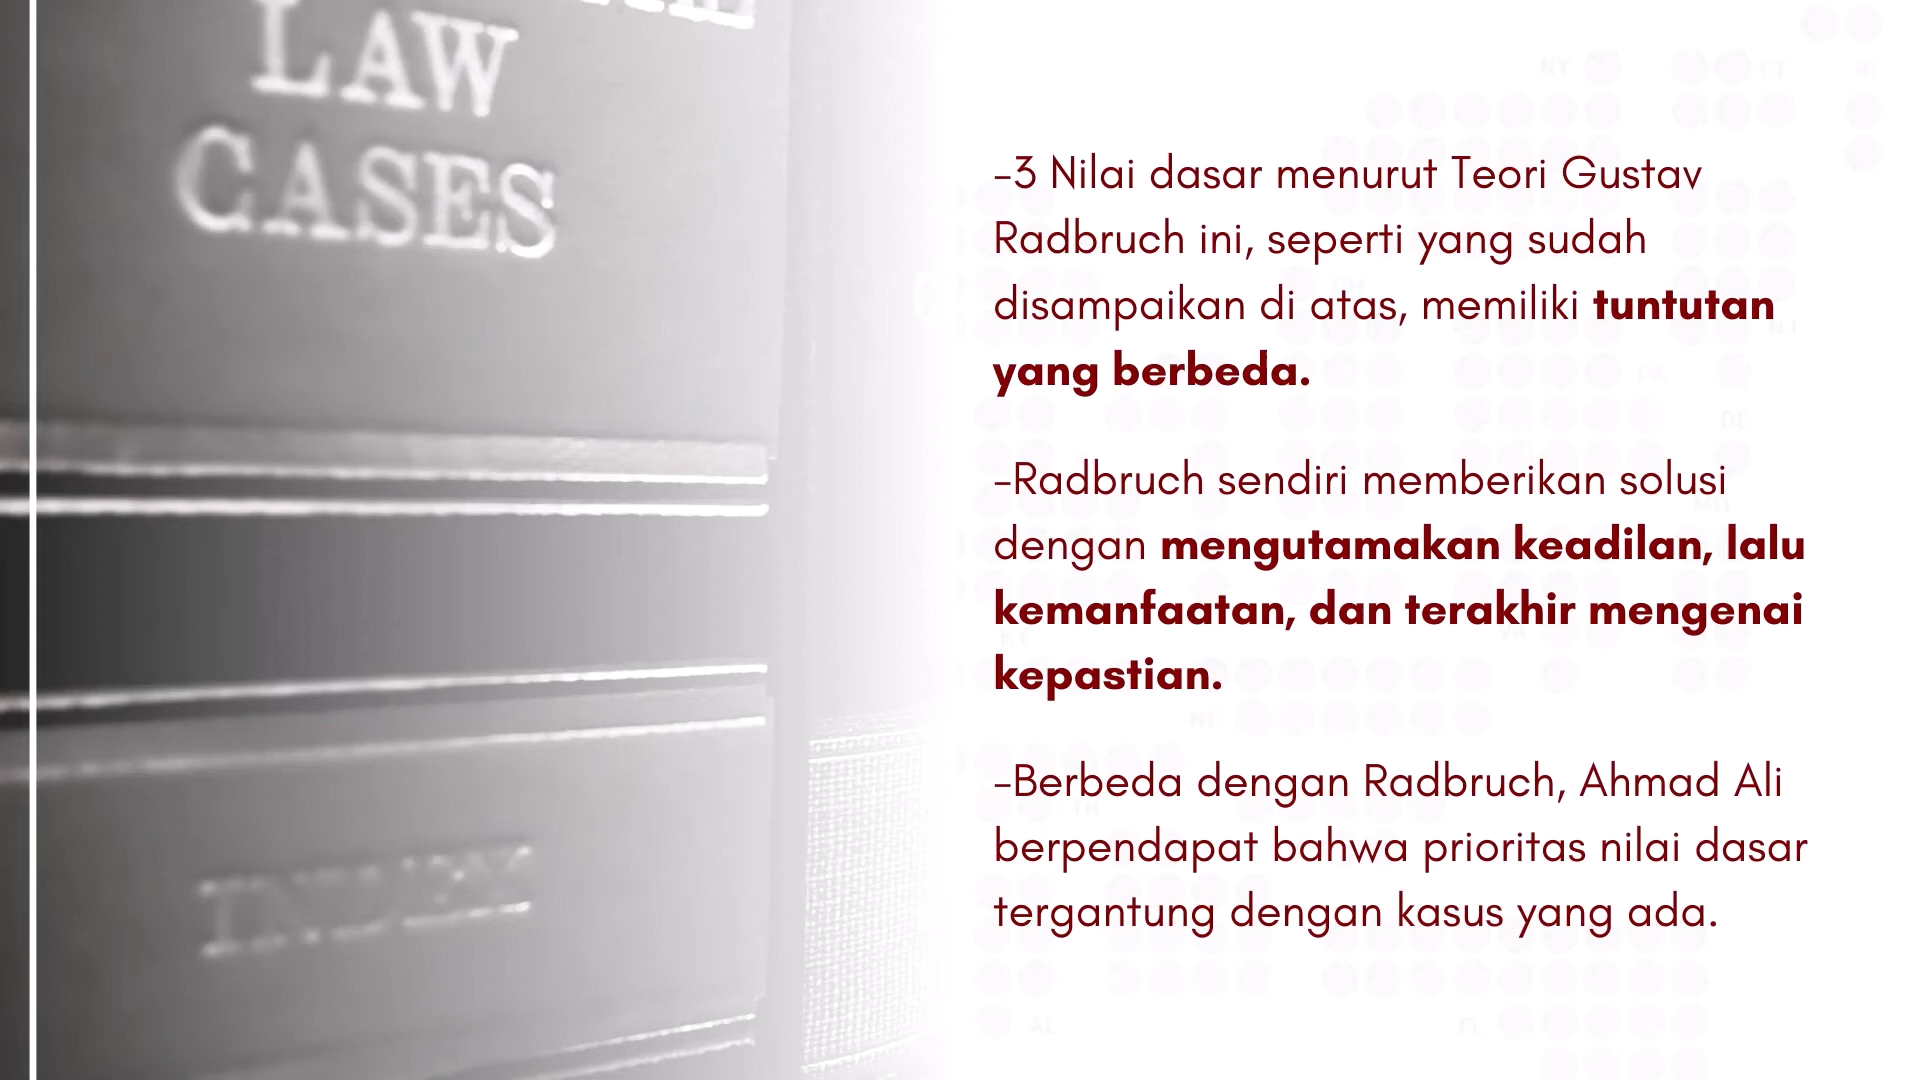 LAW
CASES
INDEX
-3 Nilai dasar menurut Teori Gustav
Radbruch ini, seperti yang sudah
disampaikan di atas, memiliki tuntutan
yang berbeda.
-Radbruch sendiri memberikan solusi
dengan mengutamakan keadilan, lalu
kemanfaatan, dan terakhir mengenai
kepastian.
-Berbeda dengan Radbruch, Ahmad Ali
berpendapat bahwa prioritas nilai dasar
tergantung dengan kasus yang ada.